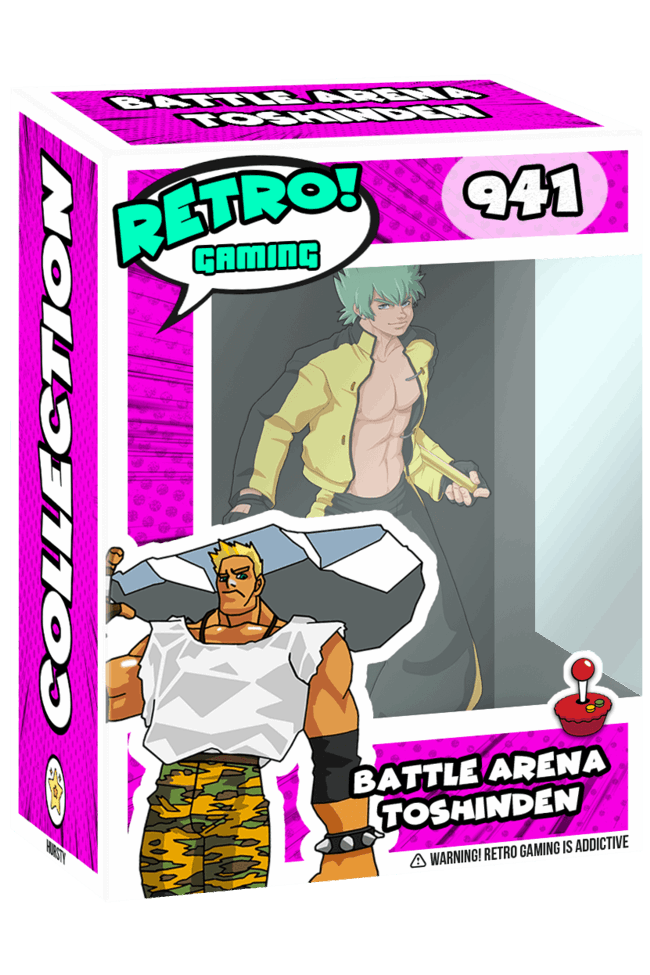 BATTLE ARENA
TOSHINDEN
RETRO!
GAMING
941
COLLECTION
HURSTY
BATTLE ARENA
TOSHINDEN
WARNING! RETRO GAMING IS ADDICTIVE